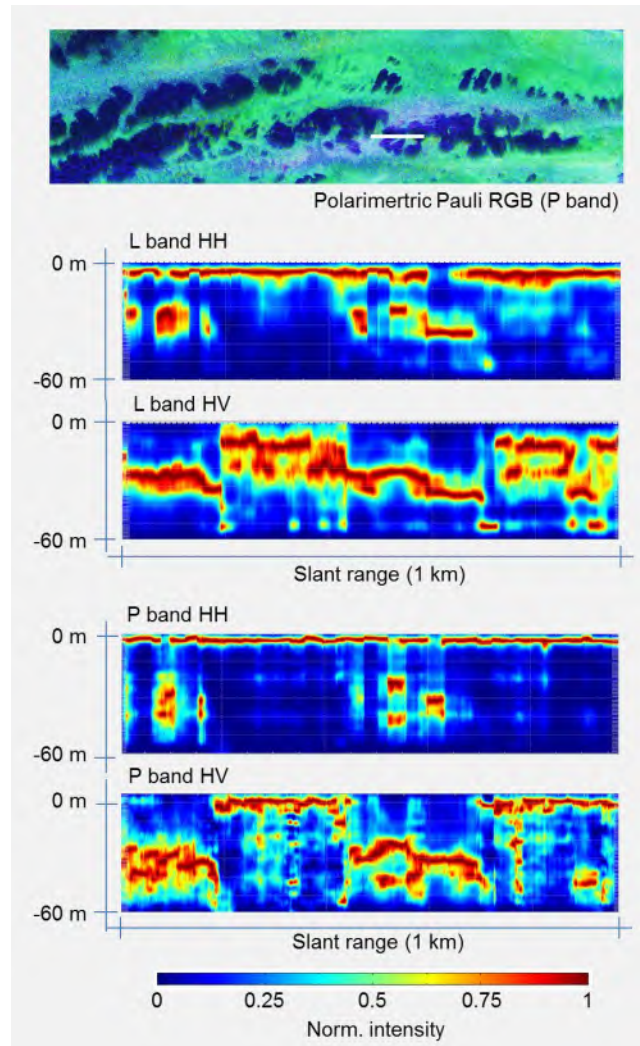 Polarimertric Pauli RGB (P band)
L band HH
0 m
-60 m
L band HV
0 m
-60 m
Slant range (1 km)
P band HH
0 m
-60 m
P band HV
0 m
-60 m
Slant range (1 km)
0 0.25 0.5 0.75 1
Norm. intensity